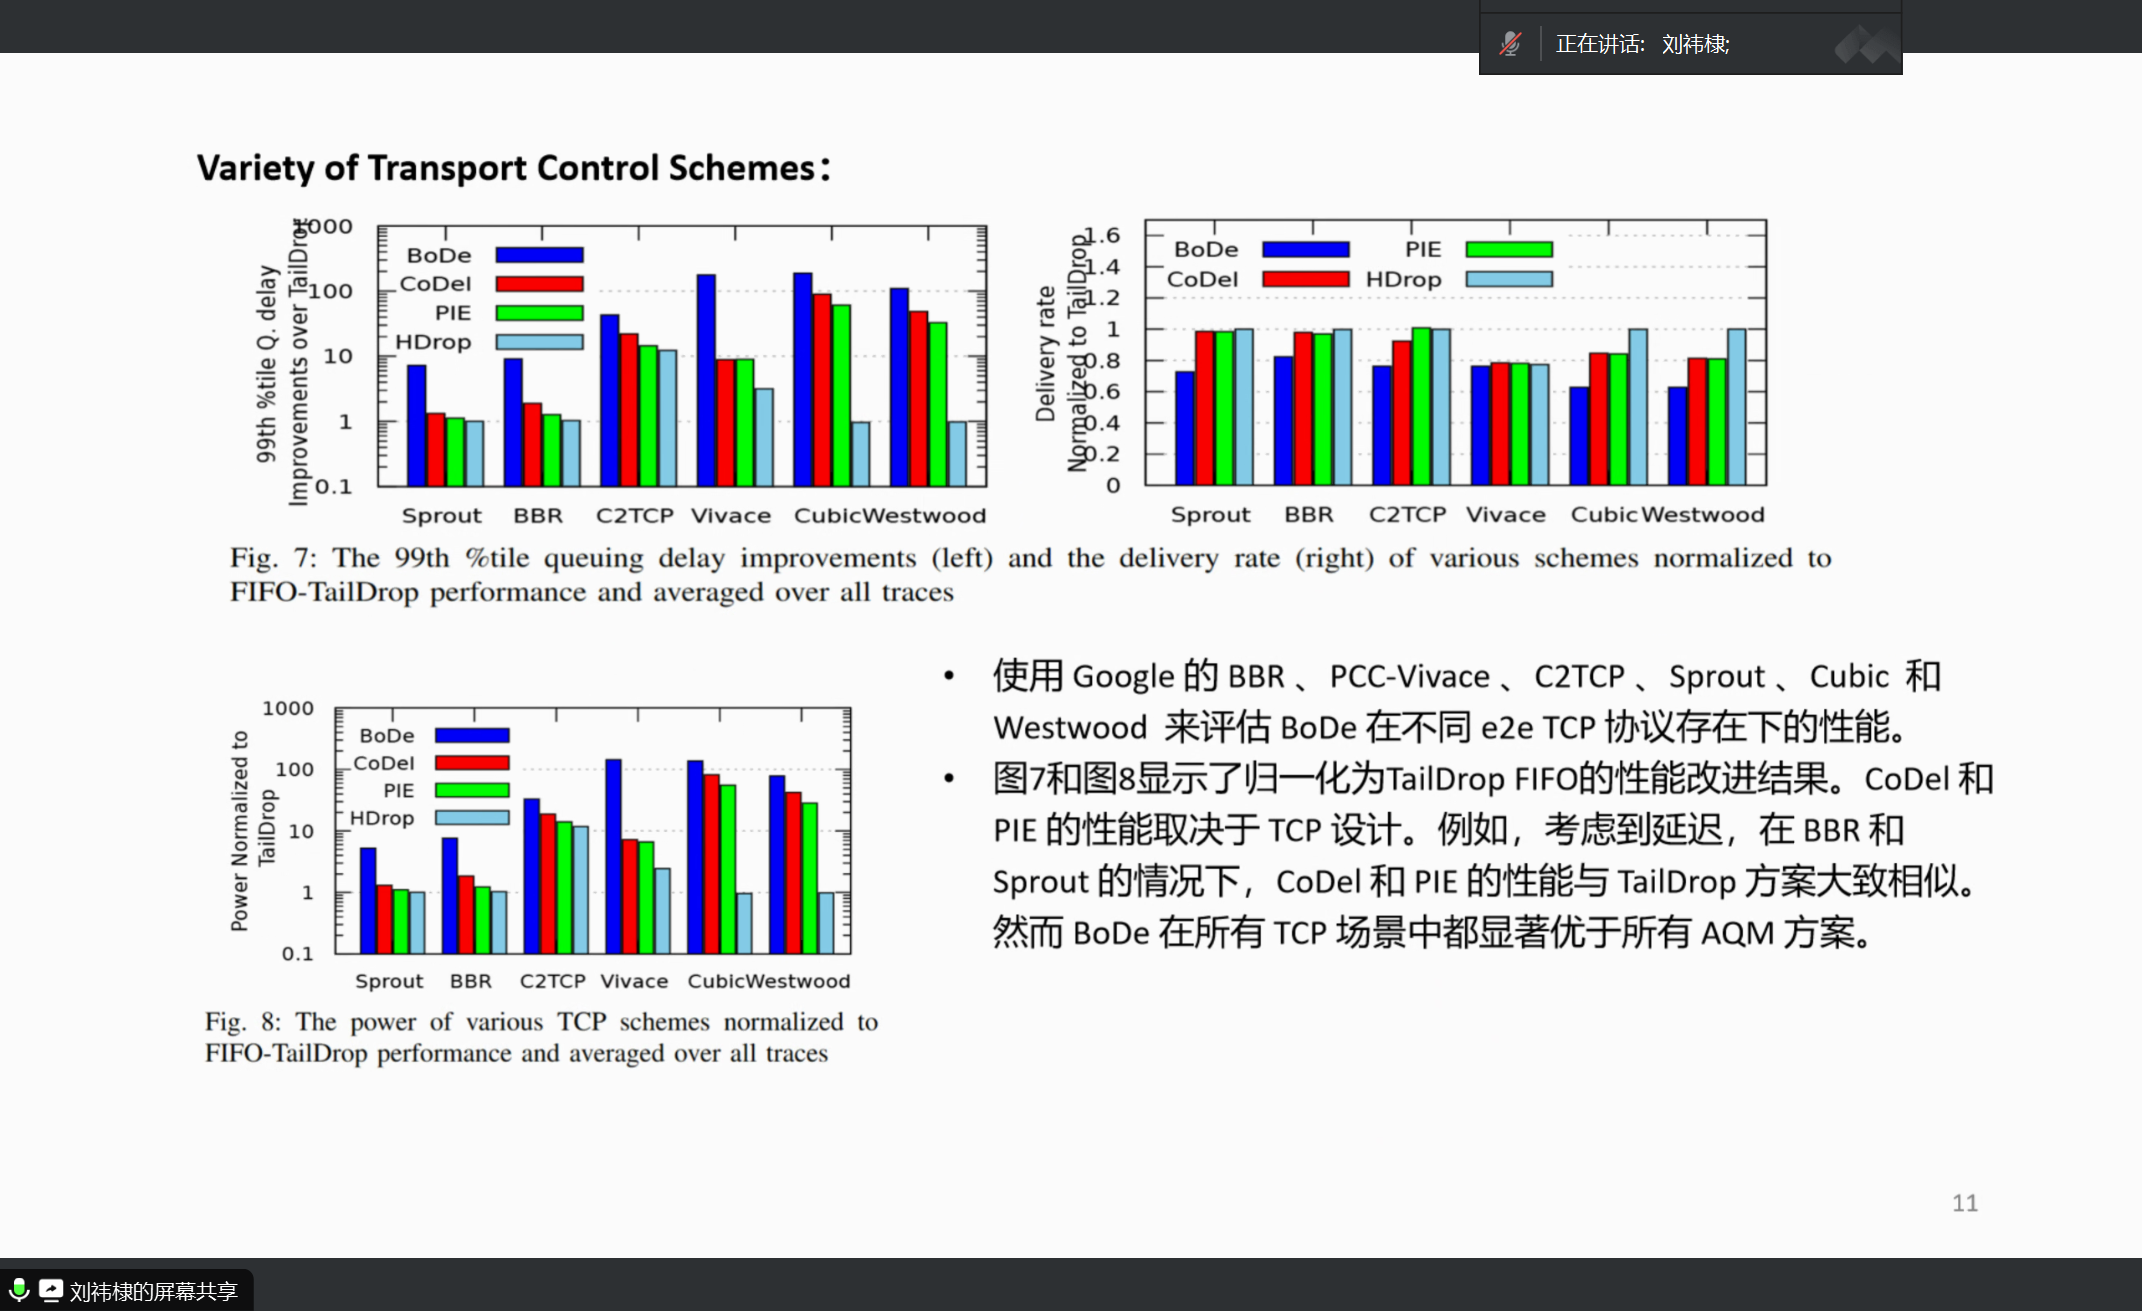 正在讲话: 刘祎棣;
Variety of Transport Control Schemes：
99th %tile Q. delay
Improvements over TailDrop
1000
100
10
1
0.1
BoDe
CoDel
PIE
HDrop
Sprout BBR C2TCP Vivace Cubic Westwood
Delivery rate
Normalized to TailDrop
1.6
1.4
1.2
1
0.8
0.6
0.4
0.2
0
BoDe PIE
CoDel HDrop
Sprout BBR C2TCP Vivace Cubic Westwood
Fig. 7: The 99th %tile queuing delay improvements (left) and the delivery rate (right) of various schemes normalized to
FIFO-TailDrop performance and averaged over all traces
Power Normalized to
TailDrop
1000
100
10
1
0.1
BoDe
CoDel
PIE
HDrop
Sprout BBR C2TCP Vivace Cubic Westwood
Fig. 8: The power of various TCP schemes normalized to
FIFO-TailDrop performance and averaged over all traces
• 使用 Google 的 BBR 、PCC-Vivace 、C2TCP 、Sprout 、Cubic 和
Westwood 来评估 BoDe 在不同 e2e TCP 协议存在下的性能。
• 图7和图8显示了归一化为TailDrop FIFO的性能改进结果。CoDel 和
PIE 的性能取决于 TCP 设计。例如，考虑到延迟，在 BBR 和
Sprout 的情况下，CoDel 和 PIE 的性能与 TailDrop 方案大致相似。
然而 BoDe 在所有 TCP 场景中都显著优于所有 AQM 方案。
11
刘祎棣的屏幕共享